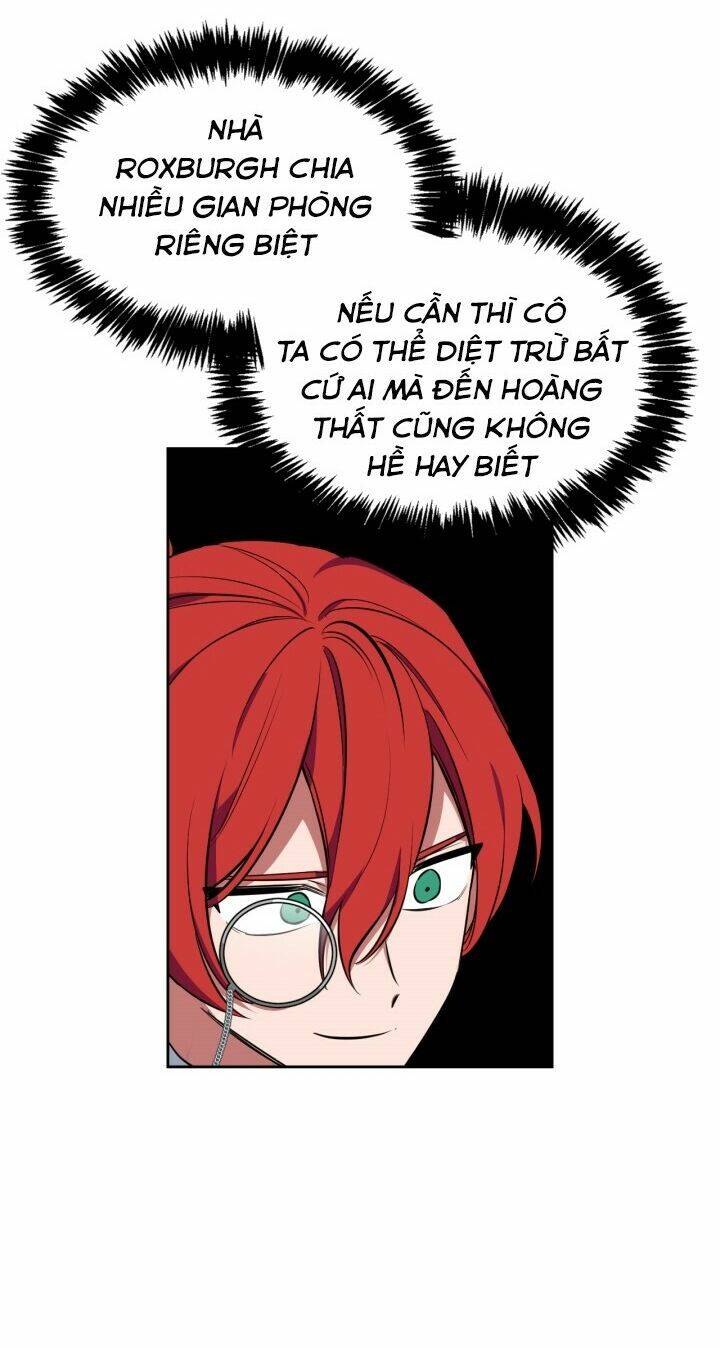 NHÀ
ROXBURGH CHIA
NHIỀU GIAN PHÒNG
RIÊNG BIỆT
NẾU CẦN THÌ CÔ
TA CÓ THỂ DIỆT TRỪ BẤT
CỨ AI MÀ ĐẾN HOÀNG
THẤT CŨNG KHÔNG
HỀ HAY BIẾT